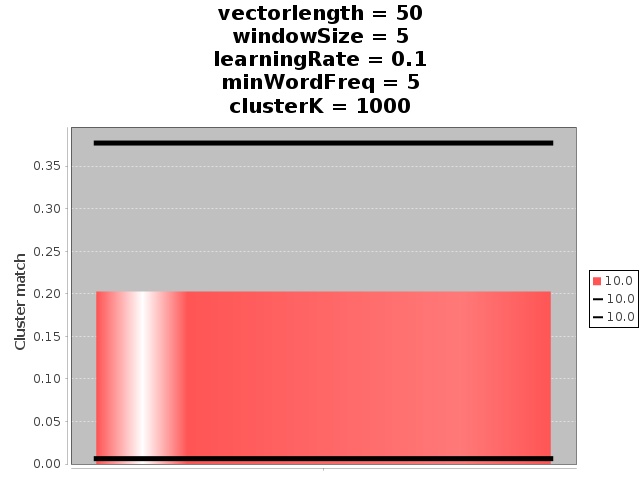 vectorlength = 50
windowSize = 5
learningRate = 0.1
minWordFreq = 5
clusterK = 1000
0.35
0.30
0.25
0.20
0.15
0.10
0.05
0.00
Cluster match
10.0
10.0
10.0